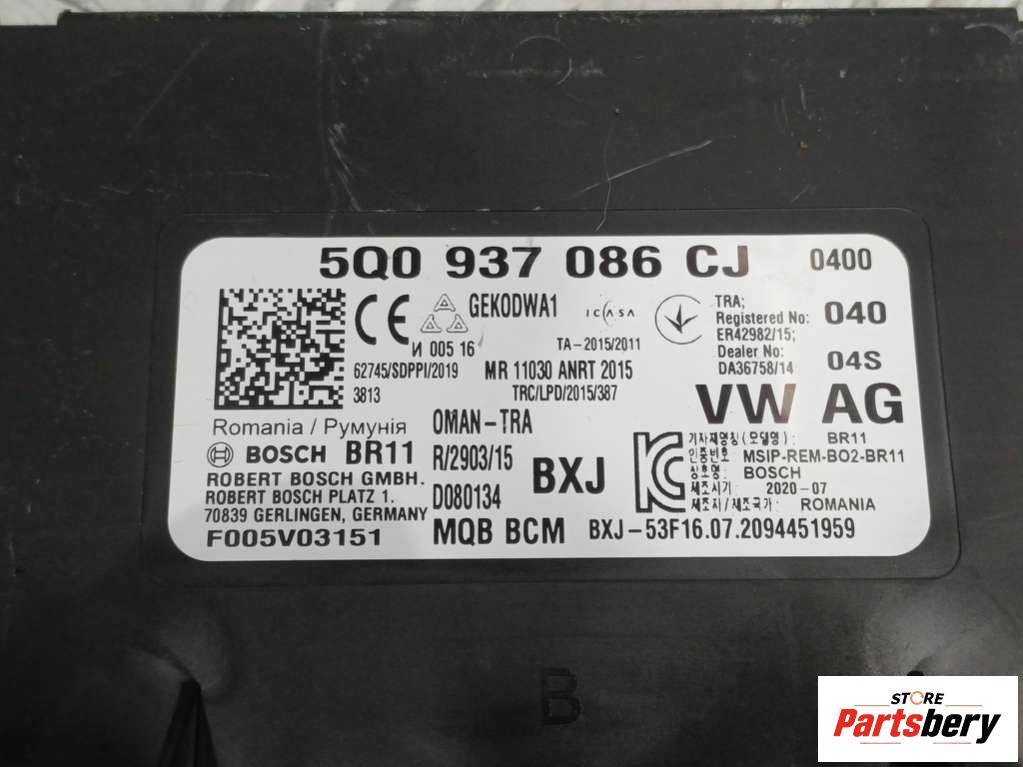 5Q0 937 086 CJ 0400
GEKODWA1
ICASA
И 005 16
TA-2015/2011
62745/SDPPI/2019
3813
MR 11030 ANRT 2015
TRC/LPD/2015/387
TRA;
Registered No:
ER42982/15;
Dealer No:
DA36758/14
040
04S
VW AG
Romania / Румунія
BOSCH BR11
ROBERT BOSCH GMBH.
ROBERT BOSCH PLATZ 1.
70839 GERLINGEN, GERMANY
F005V03151
OMAN-TRA
R/2903/15
D080134
BXJ
MQB BCM
기자재명칭(모델명): BR11
인증번호: MSIP-REM-BO2-BR11
상호명: BOSCH
제조시기: 2020-07
제조자/제조국가: ROMANIA
BXJ-53F16.07.2094451959
B
STORE
Partsbery